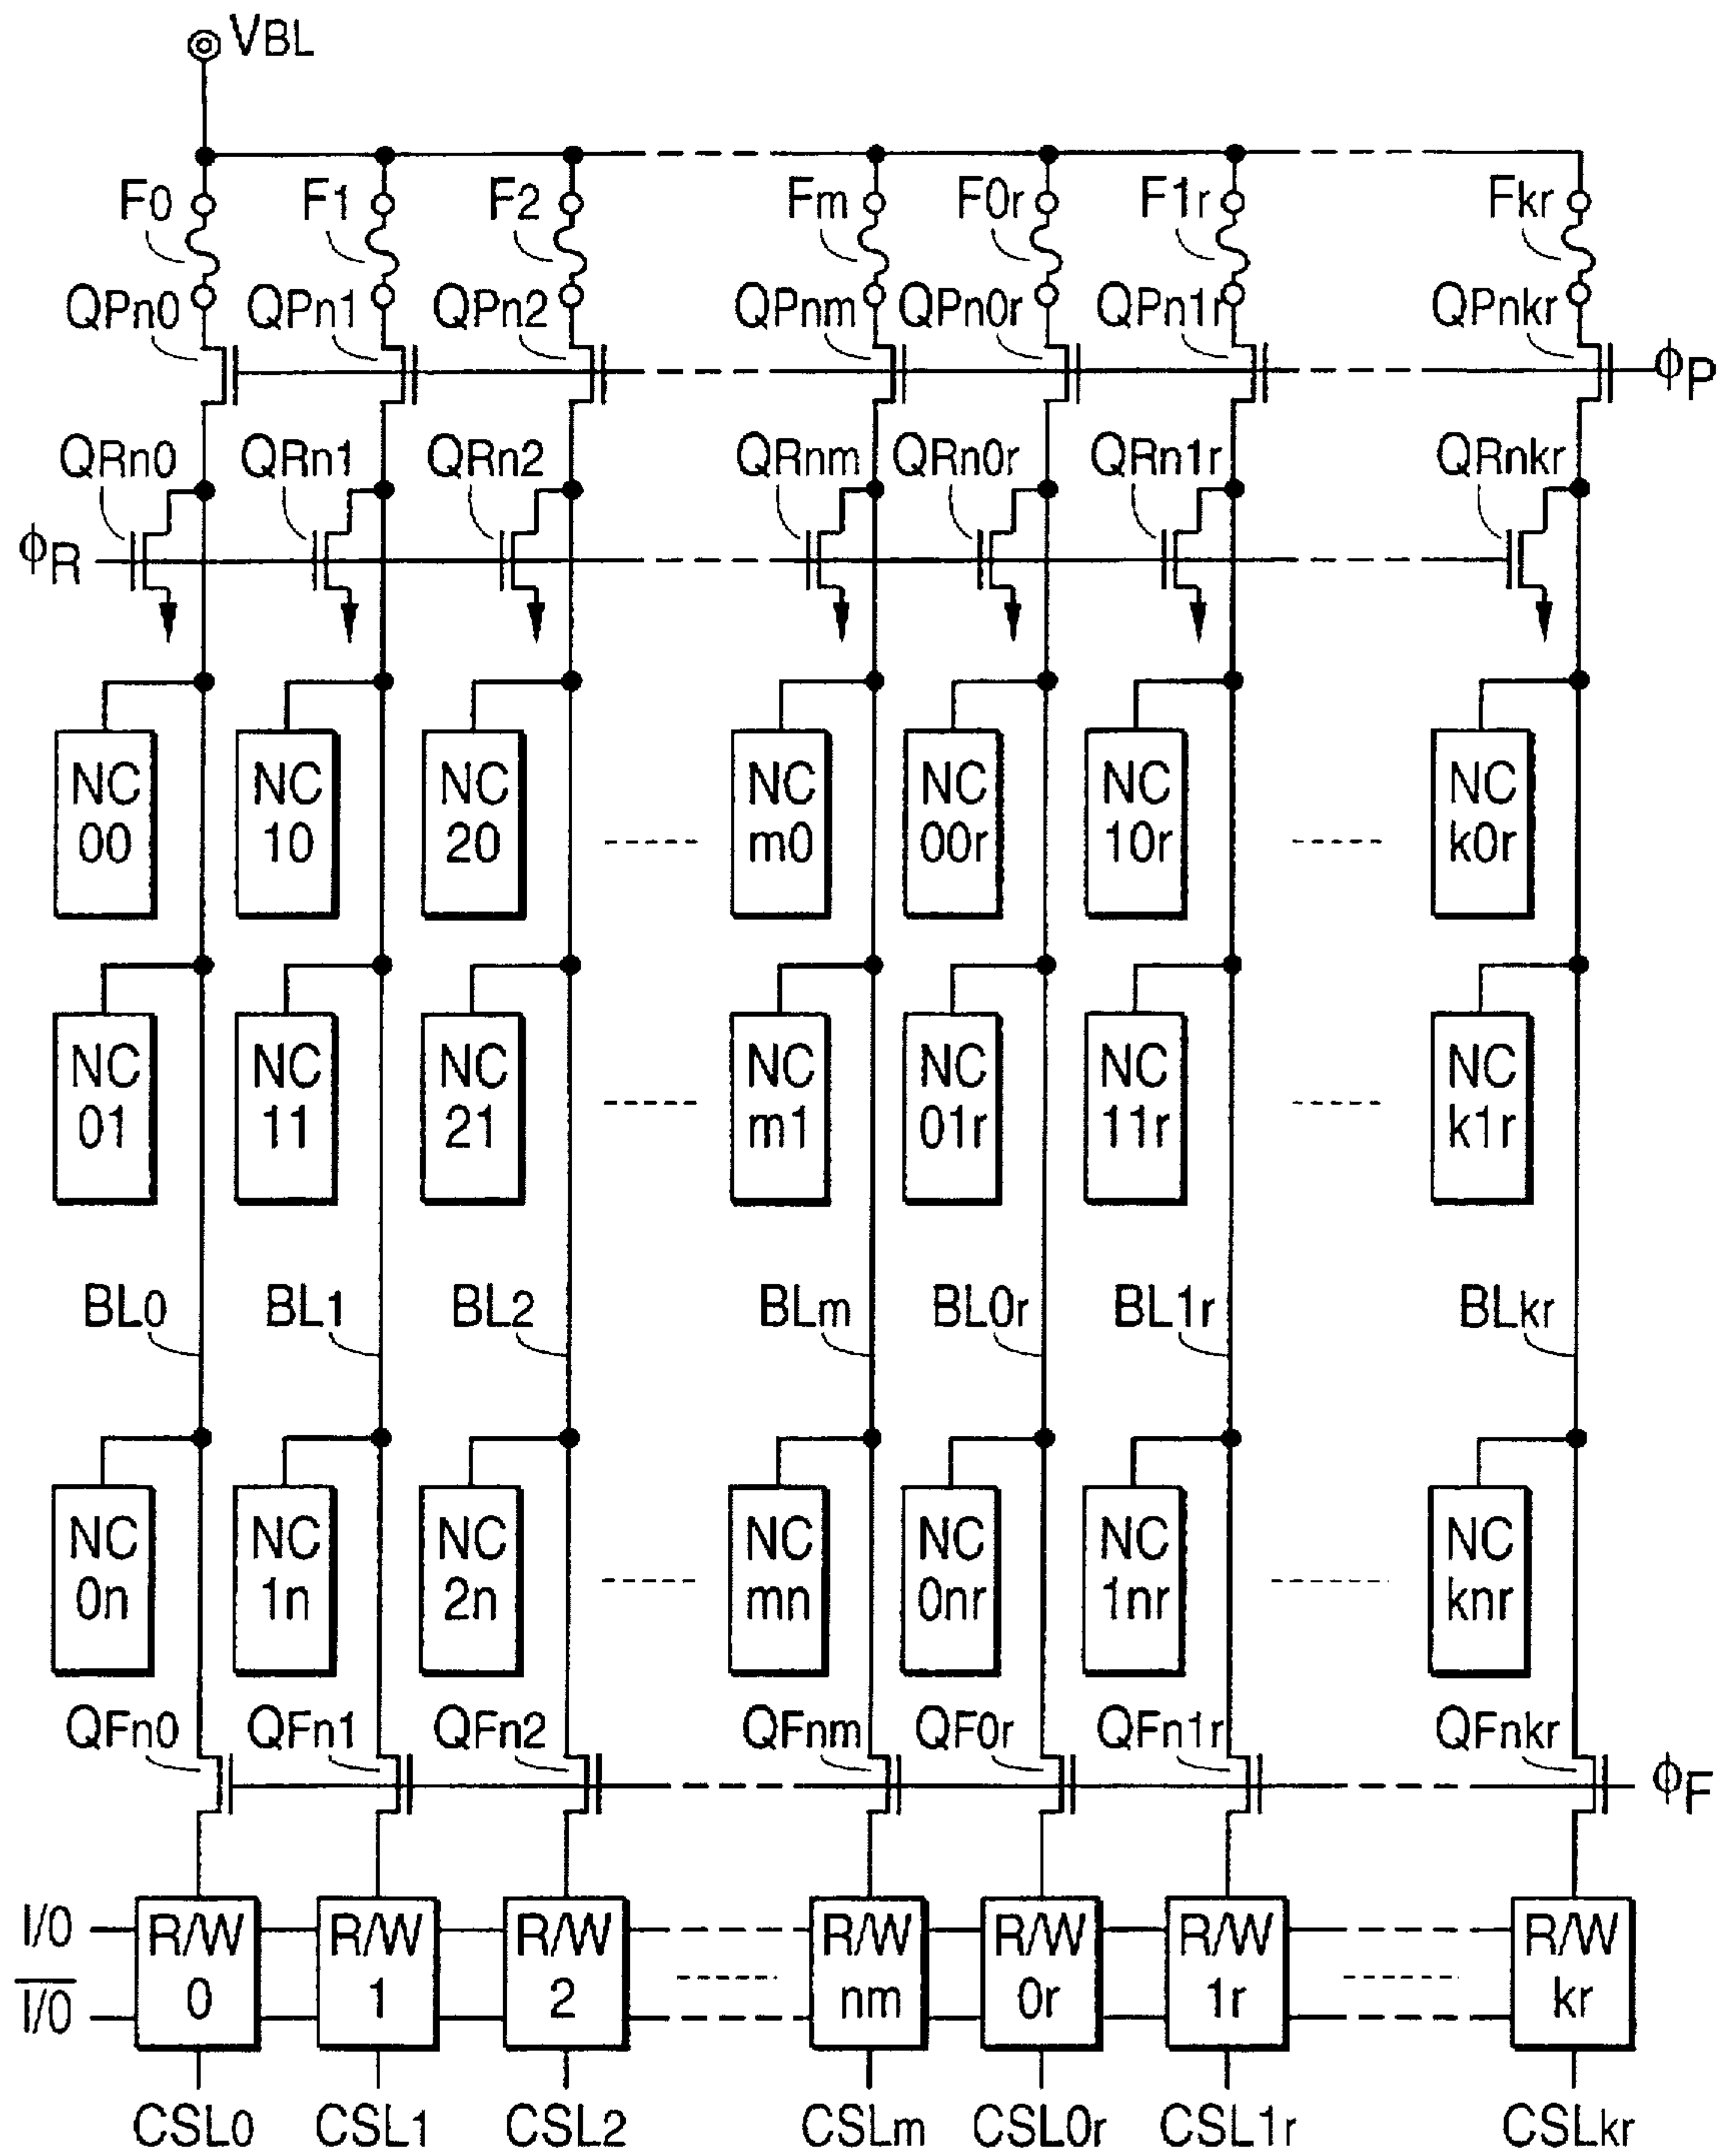 VBL
F0 F1 F2 Fm F0r F1r Fkr
QPn0 QPn1 QPn2 QPnm QPn0r QPn1r QPnkr
ϕP
QRn0 QRn1 QRn2 QRnm QRn0r QRn1r QRnkr
ϕR
NC NC NC NC NC NC NC
00 10 20 m0 00r 10r k0r
NC NC NC NC NC NC NC
01 11 21 m1 01r 11r k1r
BL0 BL1 BL2 BLm BL0r BL1r BLkr
NC NC NC NC NC NC NC
0n 1n 2n mn 0nr 1nr knr
QFn0 QFn1 QFn2 QFnm QF0r QFn1r QFnkr
ϕF
I/O R/W R/W R/W R/W R/W R/W R/W
I/O 0 1 2 nm 0r 1r kr
CSL0 CSL1 CSL2 CSLm CSL0r CSL1r CSLkr